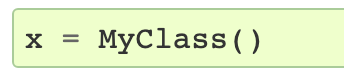 x = MyClass()